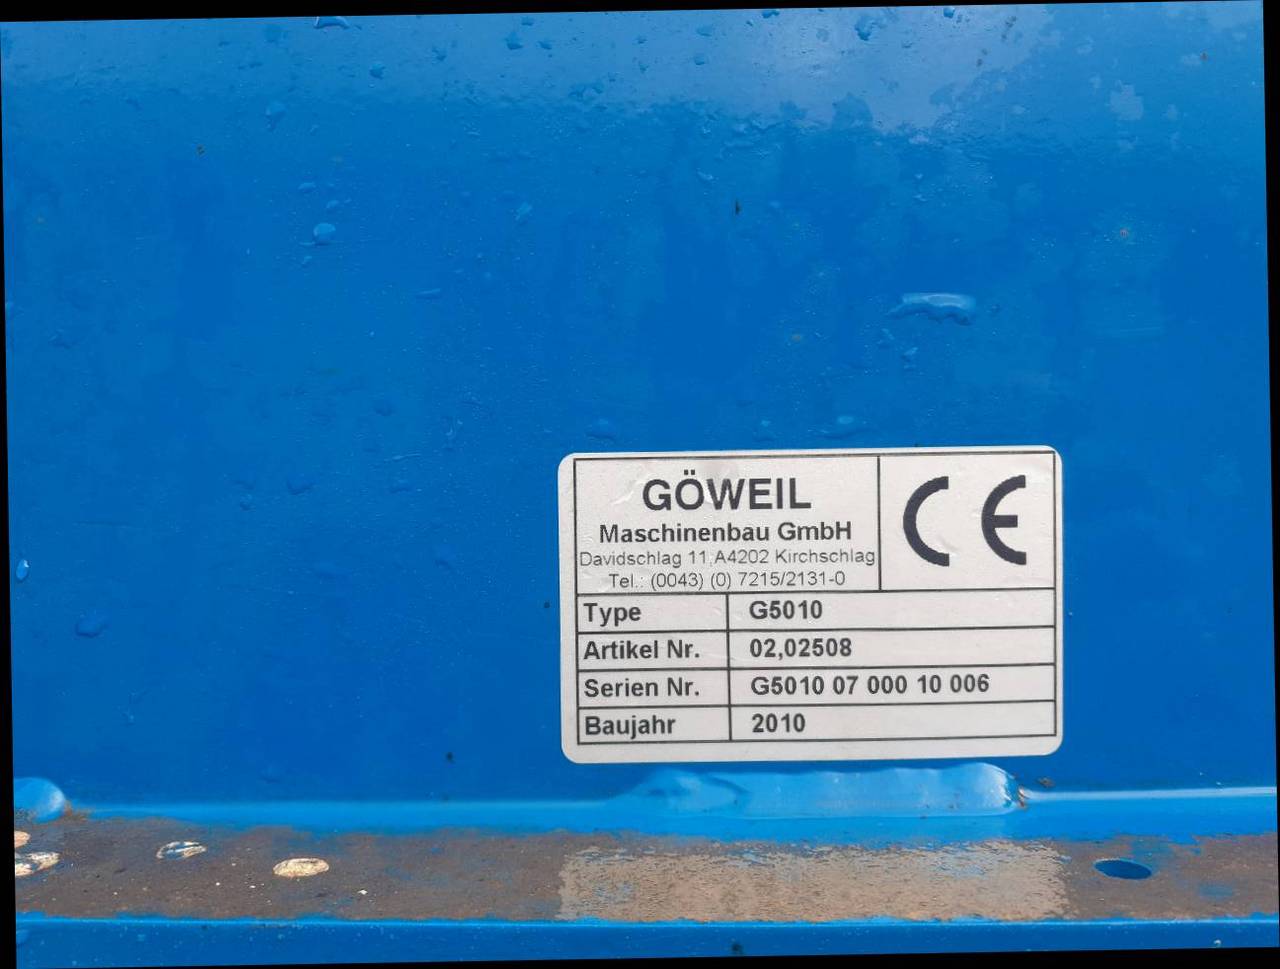 GÖWEIL
Maschinenbau GmbH
Davidschlag 11,A4202 Kirchschlag
Tel.: (0043) (0) 7215/2131-0
CE
Type G5010
Artikel Nr. 02,02508
Serien Nr. G5010 07 000 10 006
Baujahr 2010